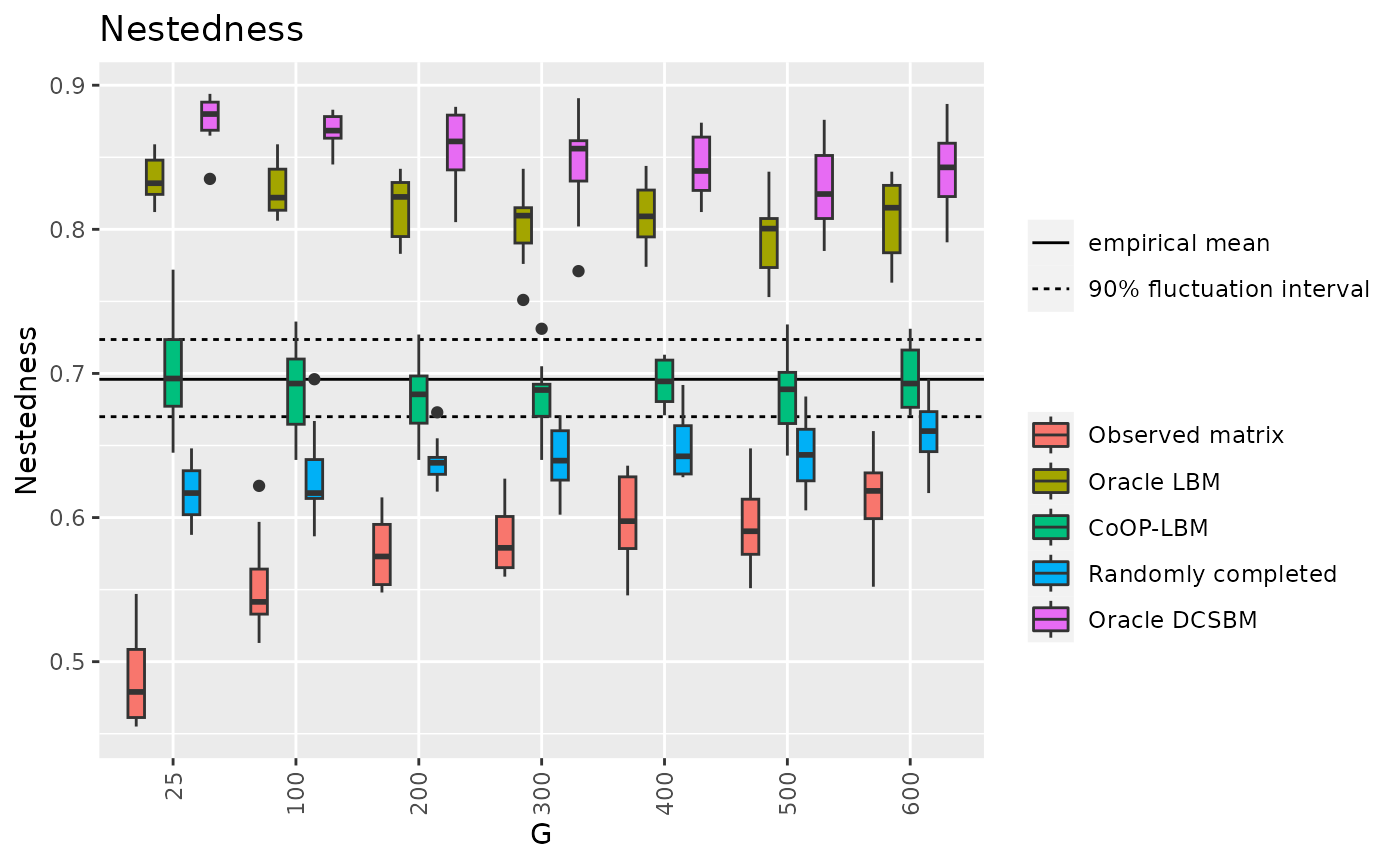 Nestedness
Nestedness
0.9
0.8
0.7
0.6
0.5
25
100
200
300
400
500
600
G
empirical mean
90% fluctuation interval
Observed matrix
Oracle LBM
CoOP-LBM
Randomly completed
Oracle DCSBM